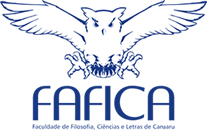 FAFICA
Faculdade de Filosofia, Ciências e Letras de Caruaru